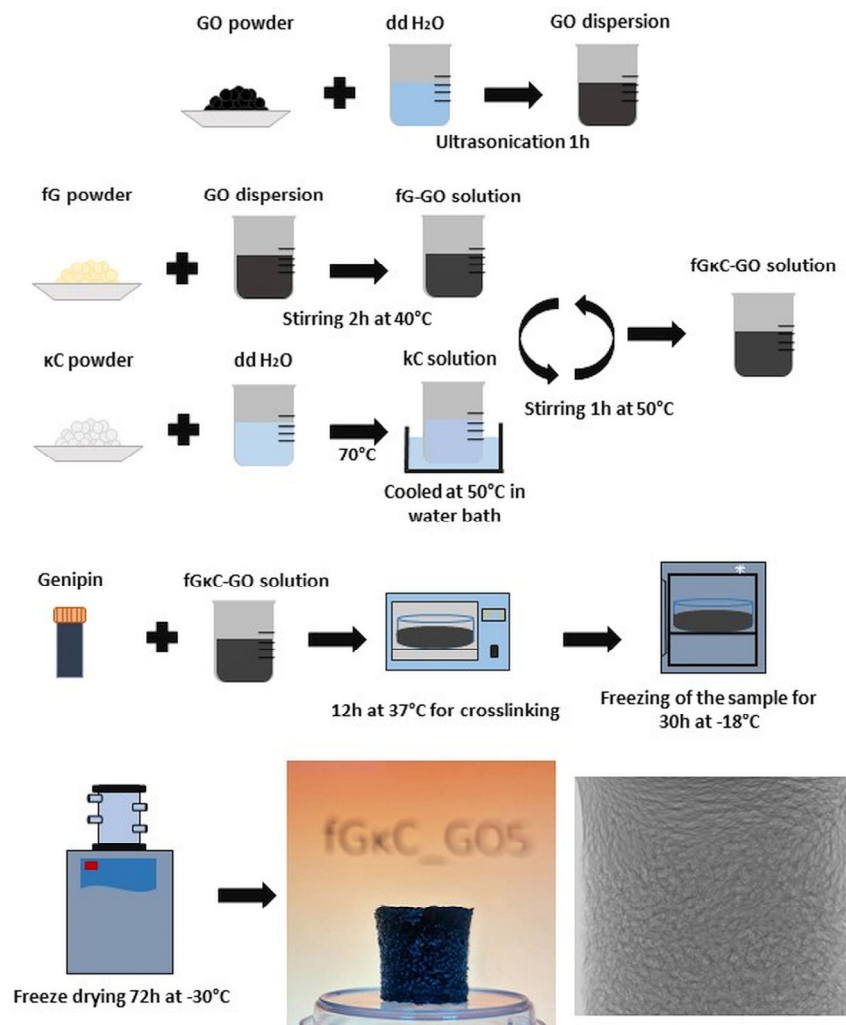 GO powder
dd H₂O
GO dispersion
Ultrasonication 1h
fG powder
GO dispersion
fG-GO solution
Stirring 2h at 40°C
fGκC-GO solution
κC powder
dd H₂O
kC solution
70°C
Stirring 1h at 50°C
Cooled at 50°C in
water bath
Genipin
fGκC-GO solution
12h at 37°C for crosslinking
Freezing of the sample for
30h at -18°C
fGκC_GO5
Freeze drying 72h at -30°C